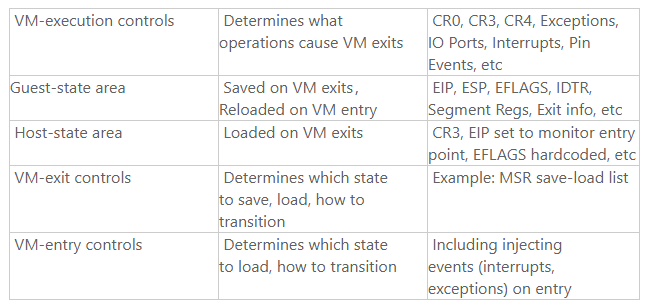 VM-execution controls
Determines what
operations cause VM exits
CR0, CR3, CR4, Exceptions,
IO Ports, Interrupts, Pin
Events, etc
Guest-state area
Saved on VM exits,
Reloaded on VM entry
EIP, ESP, EFLAGS, IDTR,
Segment Regs, Exit info, etc
Host-state area
Loaded on VM exits
CR3, EIP set to monitor entry
point, EFLAGS hardcoded, etc
VM-exit controls
Determines which state
to save, load, how to
transition
Example: MSR save-load list
VM-entry controls
Determines which state
to load, how to transition
Including injecting
events (interrupts,
exceptions) on entry